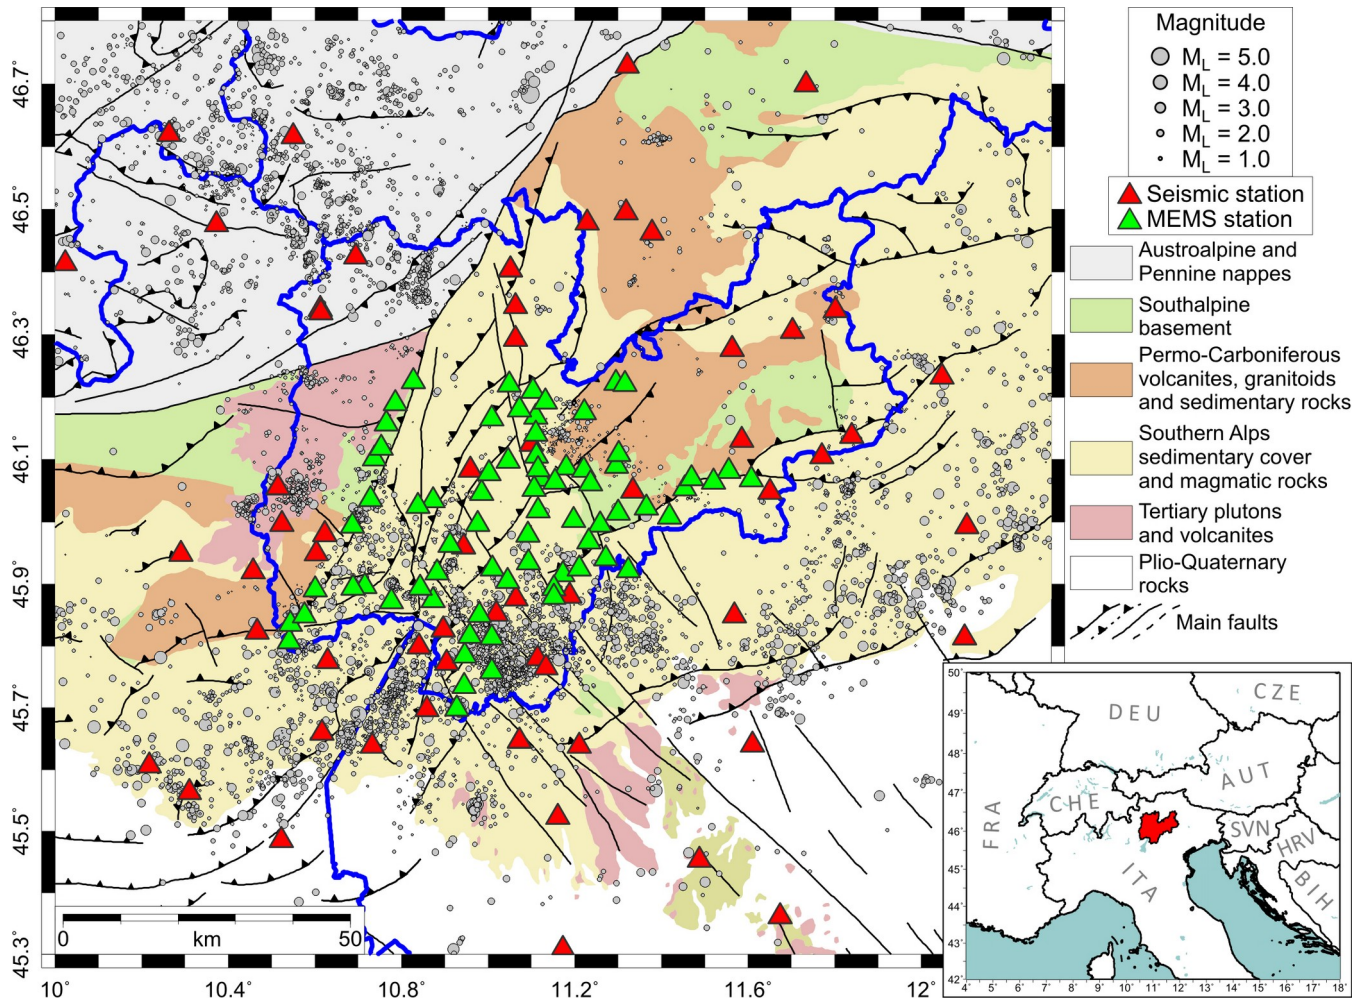 Magnitude
M_L = 5.0
M_L = 4.0
M_L = 3.0
M_L = 2.0
M_L = 1.0
Seismic station
MEMS station
Austroalpine and
Pennine nappes
Southalpine
basement
Permo-Carboniferous
volcanites, granitoids
and sedimentary rocks
Southern Alps
sedimentary cover
and magmatic rocks
Tertiary plutons
and volcanites
Plio-Quaternary
rocks
Main faults
46.7°
46.5°
46.3°
46.1°
45.9°
45.7°
45.5°
45.3°
0 km 50
10° 10.4° 10.8° 11.2° 11.6° 12°
50°
49°
48°
47°
46°
45°
44°
43°
42°
CZE
DEU
AUT
CHE
FRA
SVN
HRV
BIH
ITA
4° 5° 6° 7° 8° 9° 10° 11° 12° 13° 14° 15° 16° 17° 18°